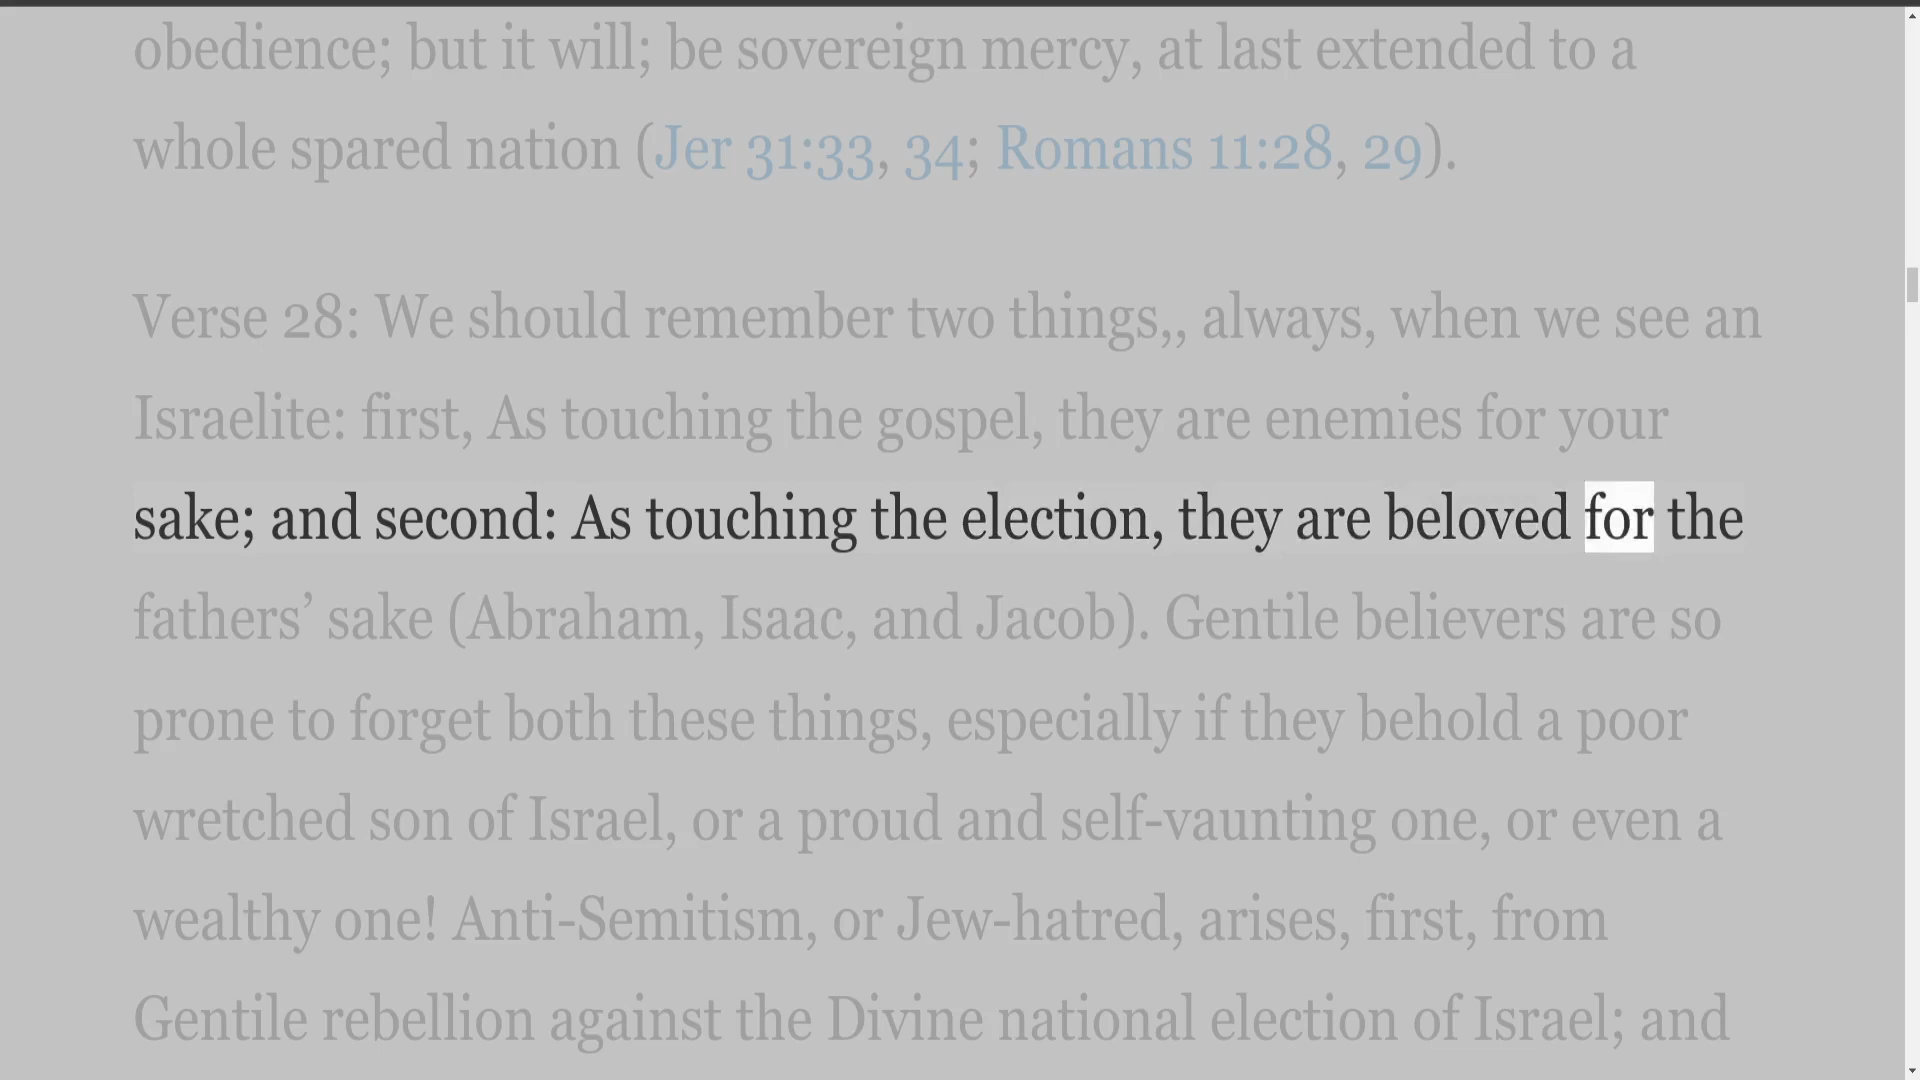 obedience; but it will; be sovereign mercy, at last extended to a
whole spared nation (Jer 31:33, 34; Romans 11:28, 29).
Verse 28: We should remember two things,, always, when we see an
Israelite: first, As touching the gospel, they are enemies for your
sake; and second: As touching the election, they are beloved for the
fathers’ sake (Abraham, Isaac, and Jacob). Gentile believers are so
prone to forget both these things, especially if they behold a poor
wretched son of Israel, or a proud and self-vaunting one, or even a
wealthy one! Anti-Semitism, or Jew-hatred, arises, first, from
Gentile rebellion against the Divine national election of Israel; and